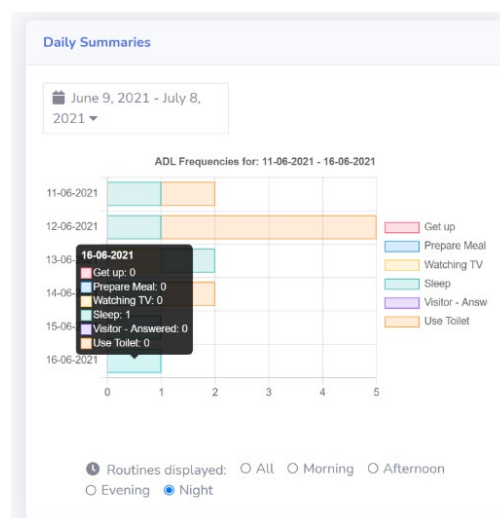 Daily Summaries
June 9, 2021 - July 8,
2021
ADL Frequencies for: 11-06-2021 - 16-06-2021
11-06-2021
12-06-2021
13-06
14-06
15-06
16-06-2021
16-06-2021
Get up: 0
Prepare Meal: 0
Watching TV: 0
Sleep: 1
Visitor - Answered: 0
Use Toilet: 0
Get up
Prepare Meal
Watching TV
Sleep
Visitor - Answ
Use Toilet
0 1 2 3 4 5
Routines displayed: All Morning Afternoon
Evening Night